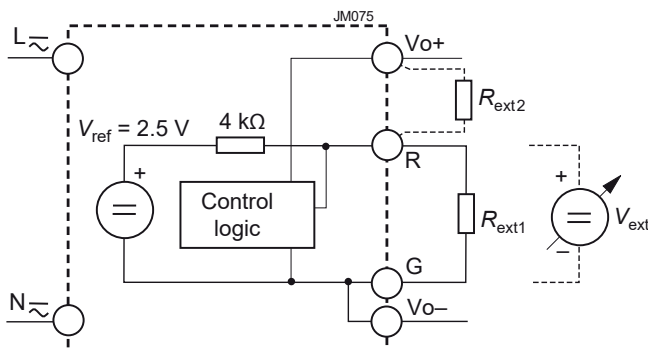 JM075
L
Vo+
Rext2
Vref = 2.5 V
4 kΩ
R
+
+
Control
logic
Rext1
Vext
–
G
N
Vo–